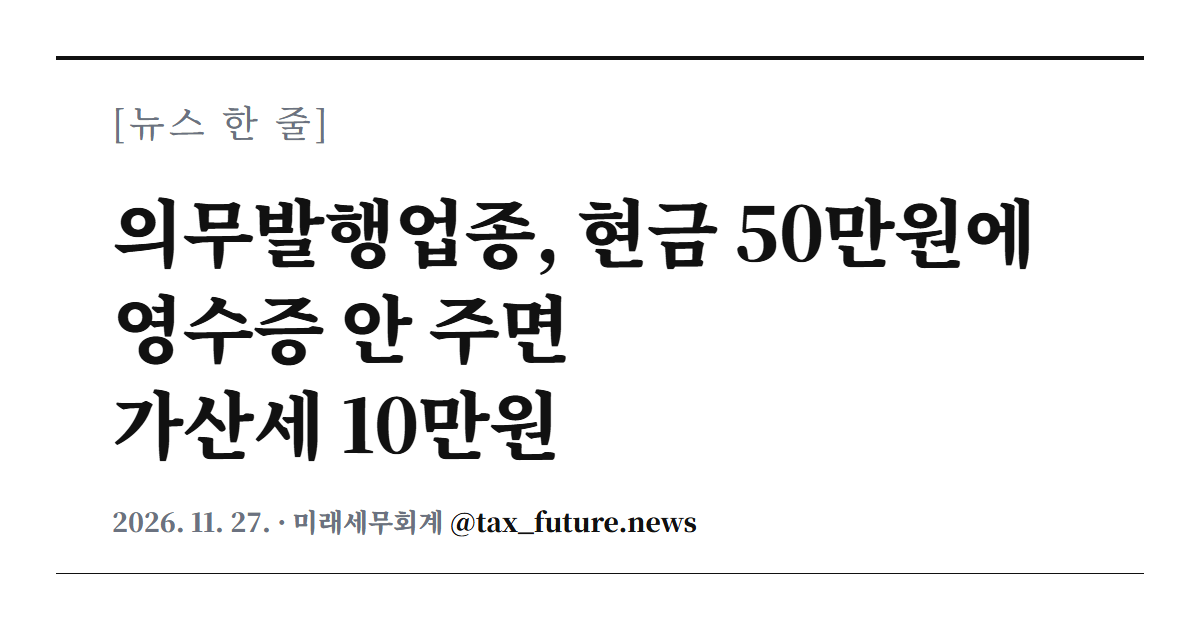 [뉴스 한 줄]
의무발행업종, 현금 50만원에
영수증 안 주면
가산세 10만원
2026. 11. 27. · 미래세무회계 @tax_future.news